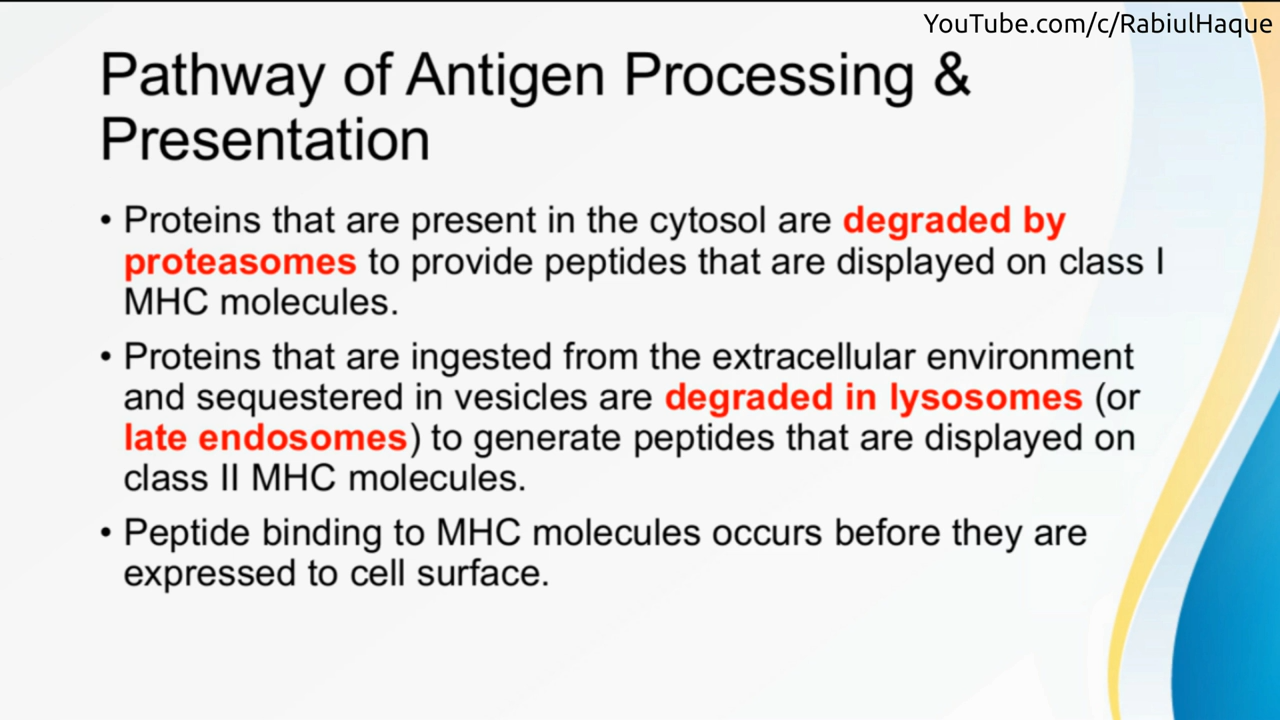 YouTube.com/c/RabiulHaque
Pathway of Antigen Processing &
Presentation
• Proteins that are present in the cytosol are degraded by
proteasomes to provide peptides that are displayed on class I
MHC molecules.
• Proteins that are ingested from the extracellular environment
and sequestered in vesicles are degraded in lysosomes (or
late endosomes) to generate peptides that are displayed on
class II MHC molecules.
• Peptide binding to MHC molecules occurs before they are
expressed to cell surface.